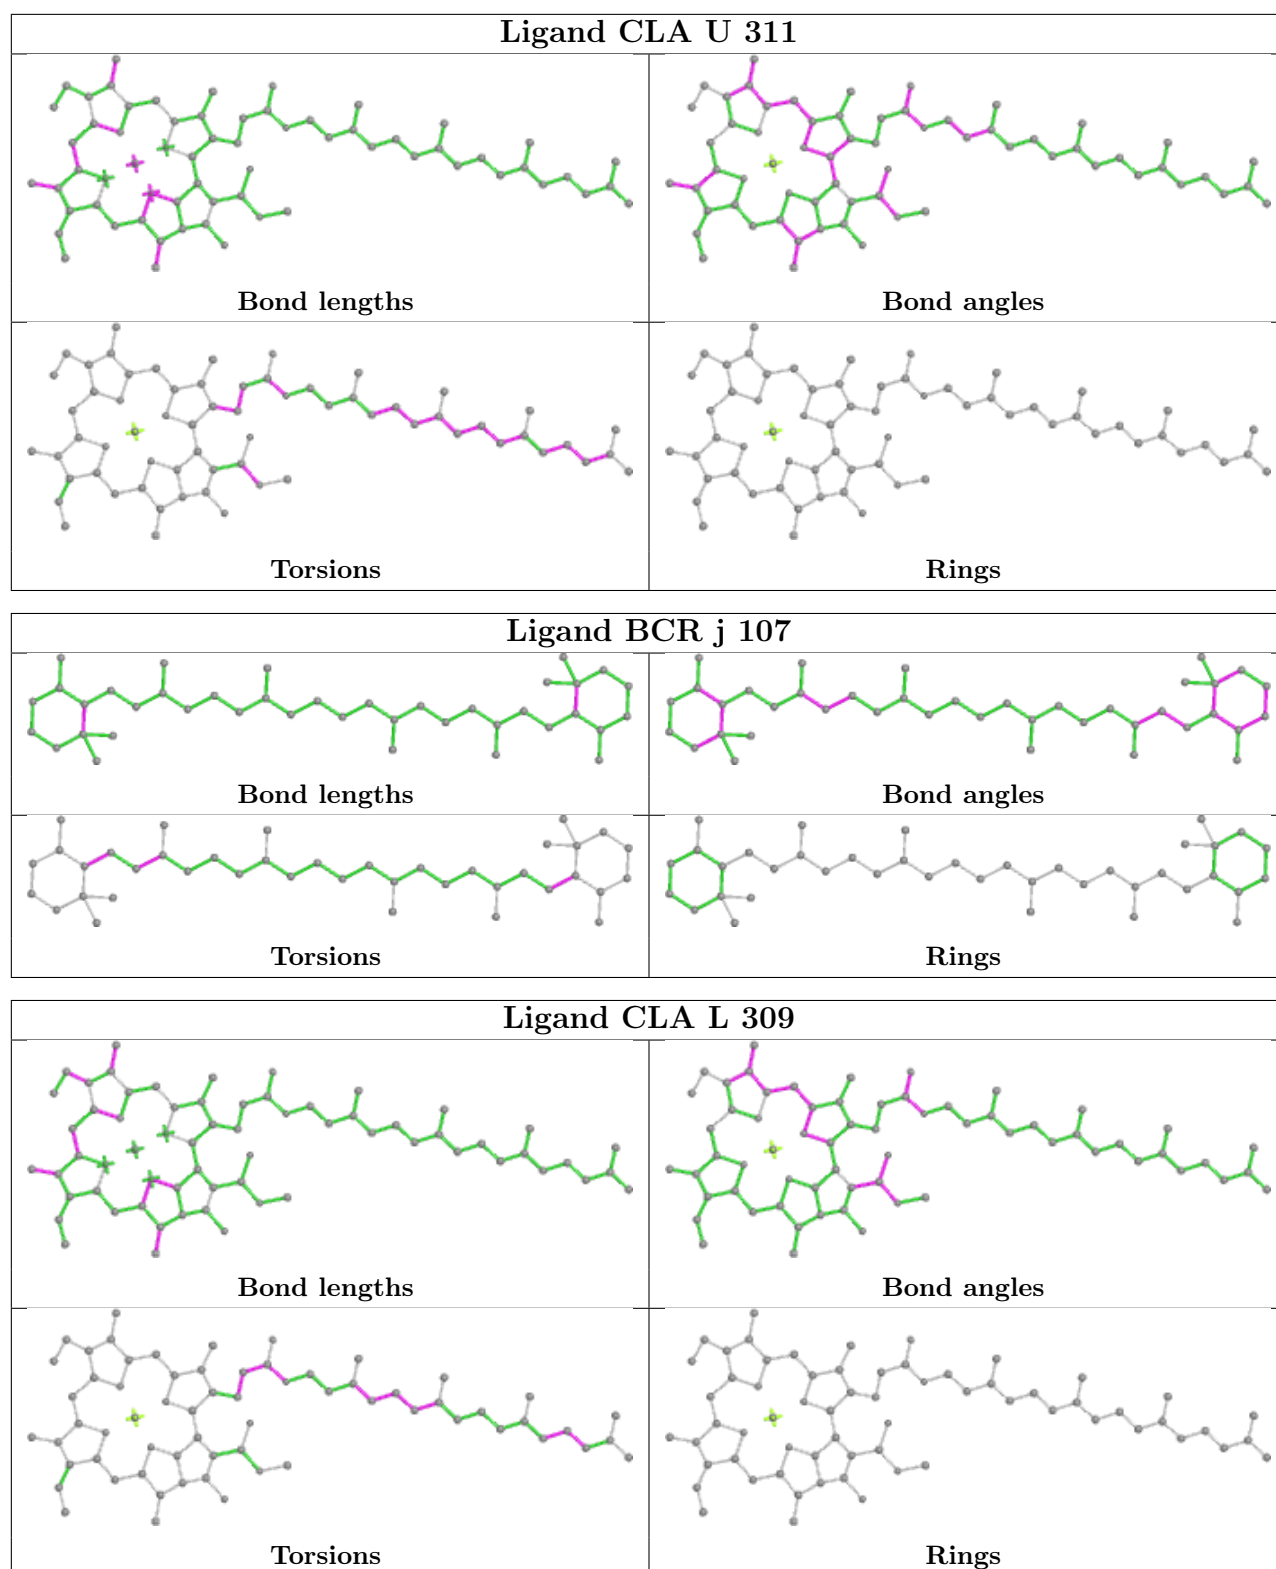 Ligand CLA U 311
Bond lengths
Bond angles
Torsions
Rings
Ligand BCR j 107
Bond lengths
Bond angles
Torsions
Rings
Ligand CLA L 309
Bond lengths
Bond angles
Torsions
Rings